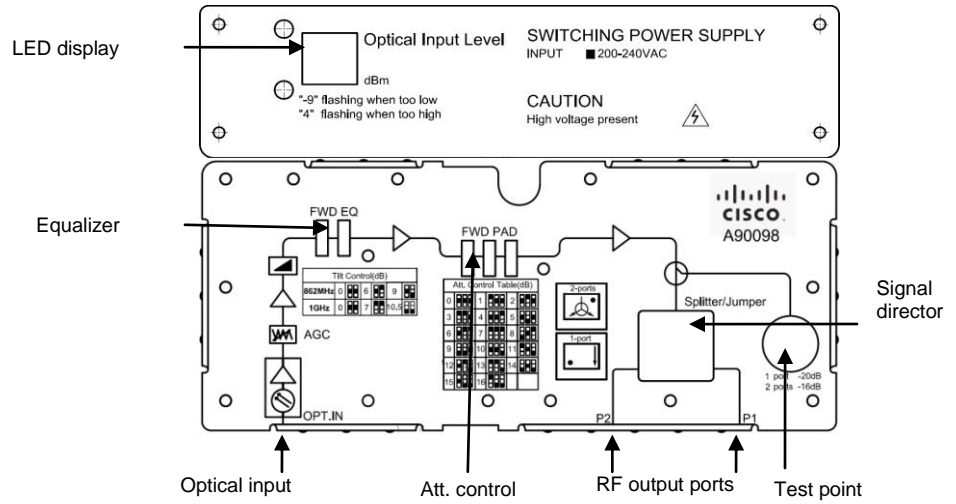 LED display
Optical Input Level
dBm
"-9" flashing when too low
"4" flashing when too high
SWITCHING POWER SUPPLY
INPUT 200-240VAC
CAUTION
High voltage present
Equalizer
FWD EQ
FWD PAD
CISCO
A90098
Tilt Control(dB)
862MHz 0 6 9
1GHz 0 7 10.5
AGC
OPT.IN
Att. Control Table(dB)
0 1 2
3 4 5
6 7 8
9 10 11
12 13 14
15 16
2-ports
1-port
Splitter/Jumper
Signal
director
1 port -20dB
2 ports -16dB
P2
P1
Optical input
Att. control
RF output ports
Test point